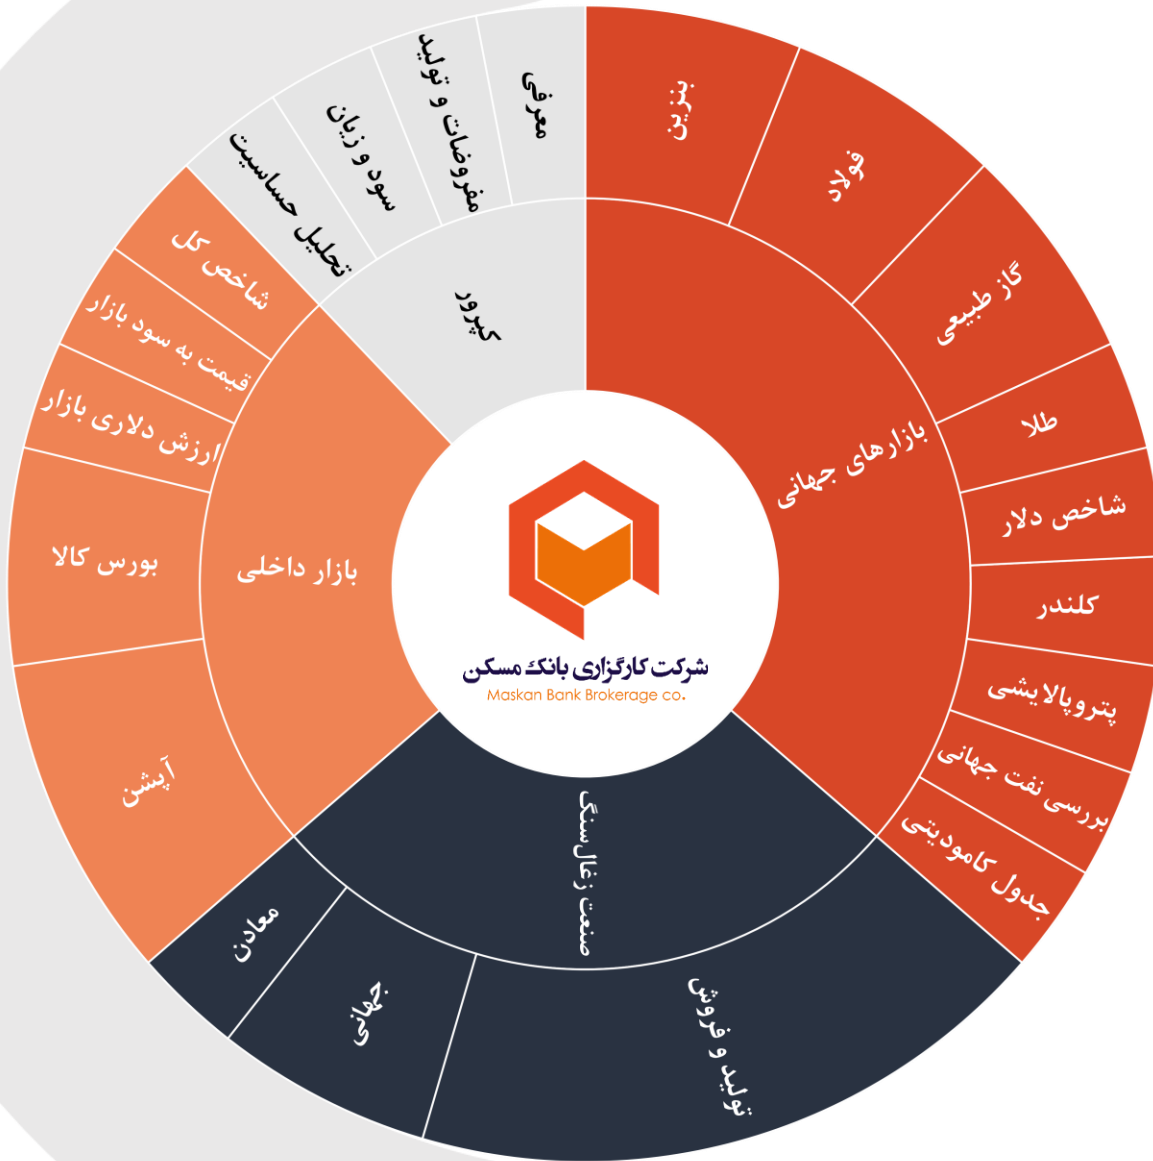 شرکت کارگزاری بانک مسکن
Maskan Bank Brokerage co.
بازارهای جهانی
بنزین
فولاد
گاز طبیعی
طلا
شاخص دلار
کلندر
پتروپالایشی
بررسی نفت جهانی
جدول کامودیتی
صنعت زغال‌سنگ
تولید و فروش
جهانی
معادن
بازار داخلی
آپشن
بورس کالا
ارزش دلاری بازار
قیمت به سود بازار
شاخص کل
کپرور
تحلیل حساسیت
سود و زیان
مفروضات و تولید
معرفی